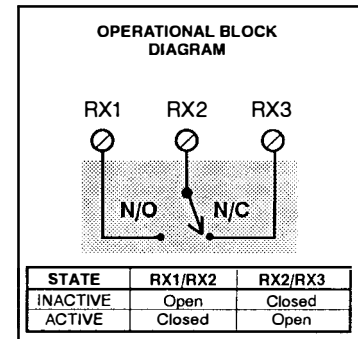 OPERATIONAL BLOCK
DIAGRAM
RX1 RX2 RX3
N/O N/C
STATE RX1/RX2 RX2/RX3
INACTIVE Open Closed
ACTIVE Closed Open